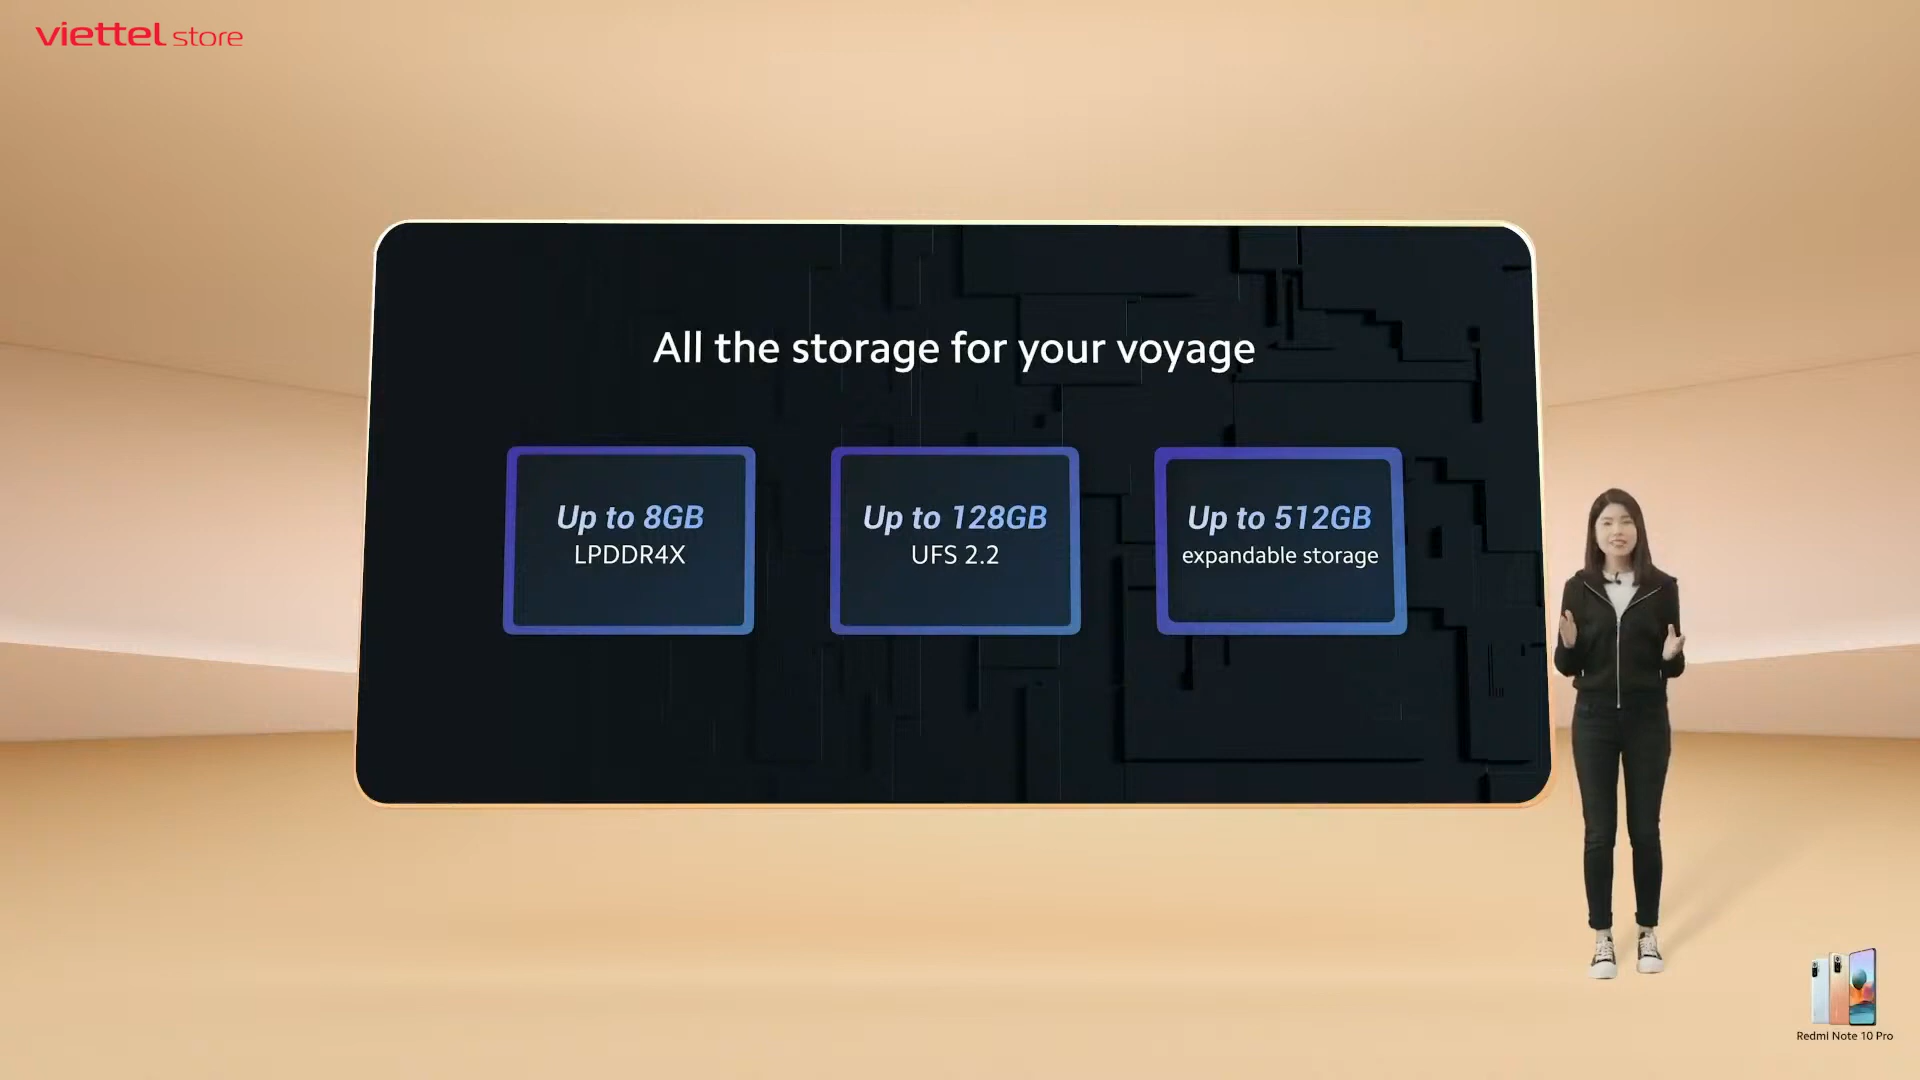 viettel store
All the storage for your voyage
Up to 8GB
LPDDR4X
Up to 128GB
UFS 2.2
Up to 512GB
expandable storage
Redmi Note 10 Pro